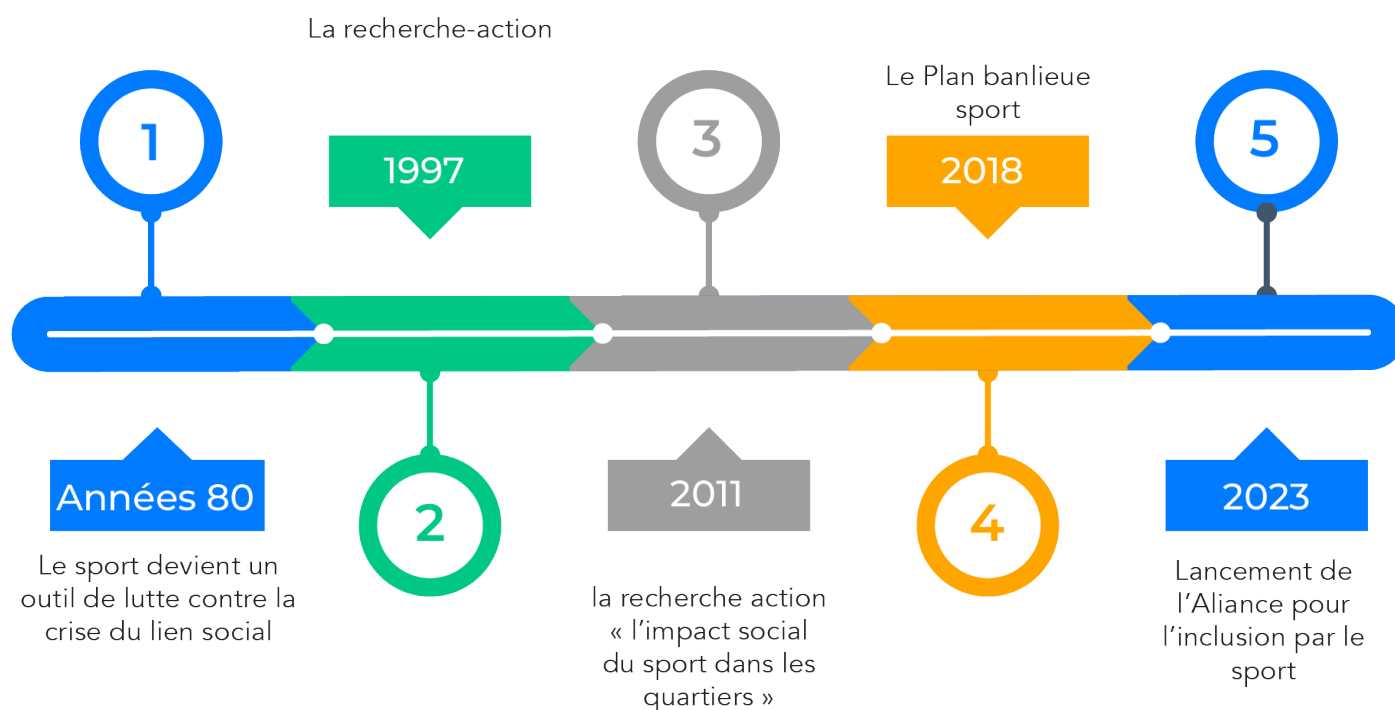 La recherche-action
Le Plan banlieue
sport
1
1997
3
2018
5
Années 80
2
2011
4
2023
Le sport devient un
outil de lutte contre la
crise du lien social
la recherche action
« l’impact social
du sport dans les
quartiers »
Lancement de
l’Aliance pour
l’inclusion par le
sport